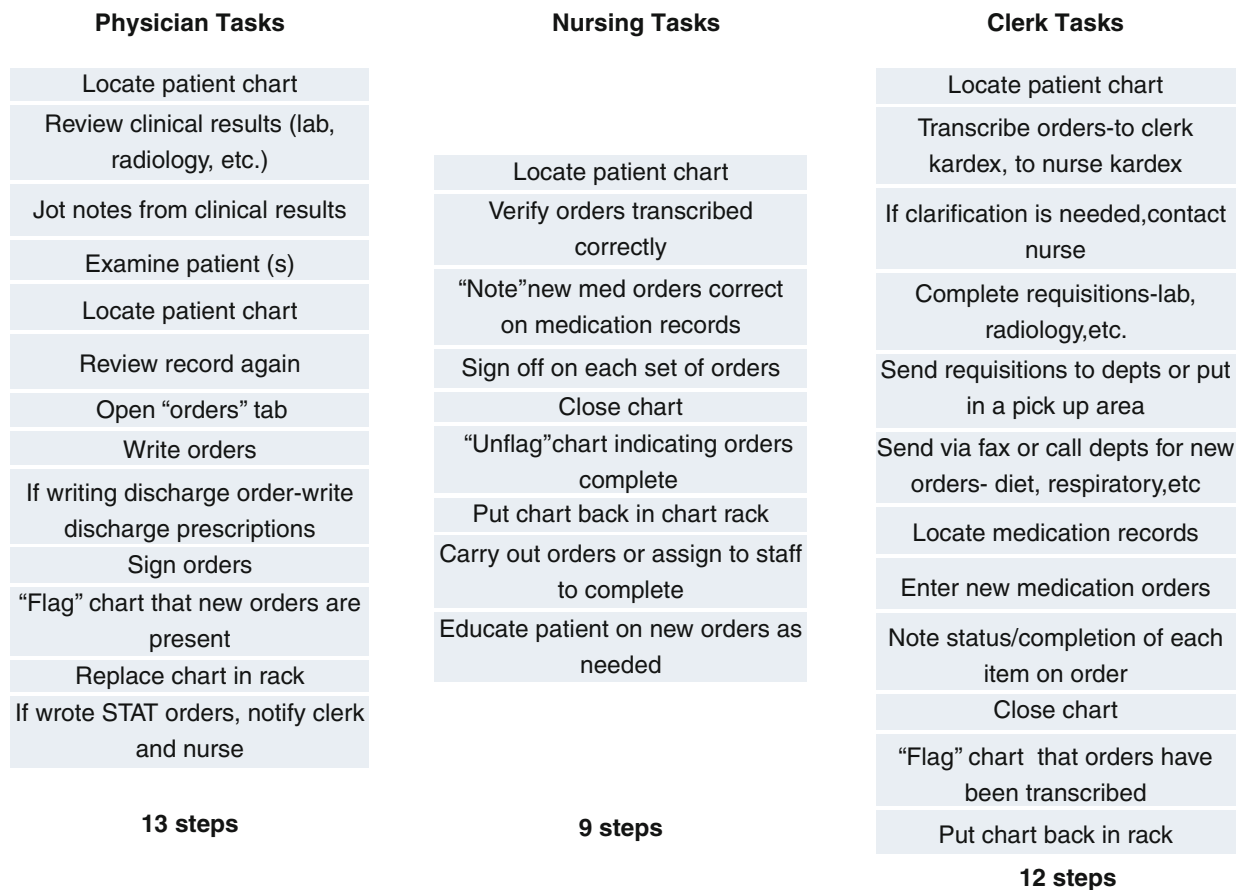 Physician Tasks
Locate patient chart
Review clinical results (lab,
radiology, etc.)
Jot notes from clinical results
Examine patient (s)
Locate patient chart
Review record again
Open “orders” tab
Write orders
If writing discharge order-write
discharge prescriptions
Sign orders
“Flag” chart that new orders are
present
Replace chart in rack
If wrote STAT orders, notify clerk
and nurse
13 steps
Nursing Tasks
Locate patient chart
Verify orders transcribed
correctly
“Note”new med orders correct
on medication records
Sign off on each set of orders
Close chart
“Unflag”chart indicating orders
complete
Put chart back in chart rack
Carry out orders or assign to staff
to complete
Educate patient on new orders as
needed
9 steps
Clerk Tasks
Locate patient chart
Transcribe orders-to clerk
kardex, to nurse kardex
If clarification is needed,contact
nurse
Complete requisitions-lab,
radiology,etc.
Send requisitions to depts or put
in a pick up area
Send via fax or call depts for new
orders- diet, respiratory,etc
Locate medication records
Enter new medication orders
Note status/completion of each
item on order
Close chart
“Flag” chart that orders have
been transcribed
Put chart back in rack
12 steps